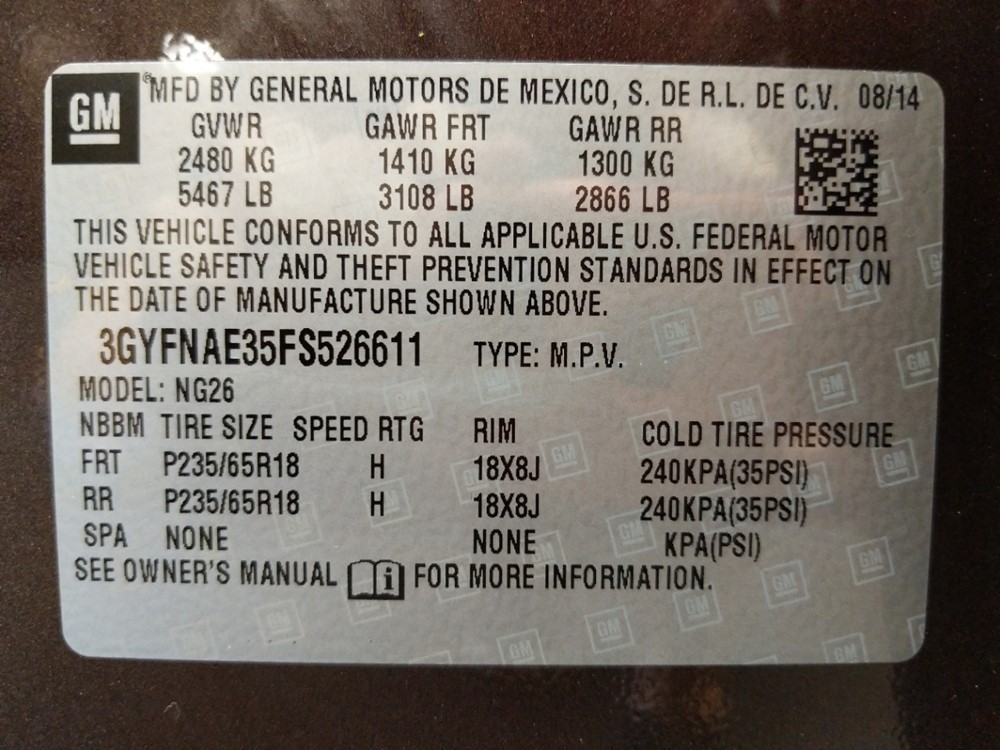 GM
®MFD BY GENERAL MOTORS DE MEXICO, S. DE R.L. DE C.V. 08/14
GVWR GAWR FRT GAWR RR
2480 KG 1410 KG 1300 KG
5467 LB 3108 LB 2866 LB
THIS VEHICLE CONFORMS TO ALL APPLICABLE U.S. FEDERAL MOTOR
VEHICLE SAFETY AND THEFT PREVENTION STANDARDS IN EFFECT ON
THE DATE OF MANUFACTURE SHOWN ABOVE.
3GYFNAE35FS526611 TYPE: M.P.V.
MODEL: NG26
NBBM TIRE SIZE SPEED RTG RIM COLD TIRE PRESSURE
FRT P235/65R18 H 18X8J 240KPA(35PSI)
RR P235/65R18 H 18X8J 240KPA(35PSI)
SPA NONE NONE KPA(PSI)
SEE OWNER'S MANUAL i FOR MORE INFORMATION.